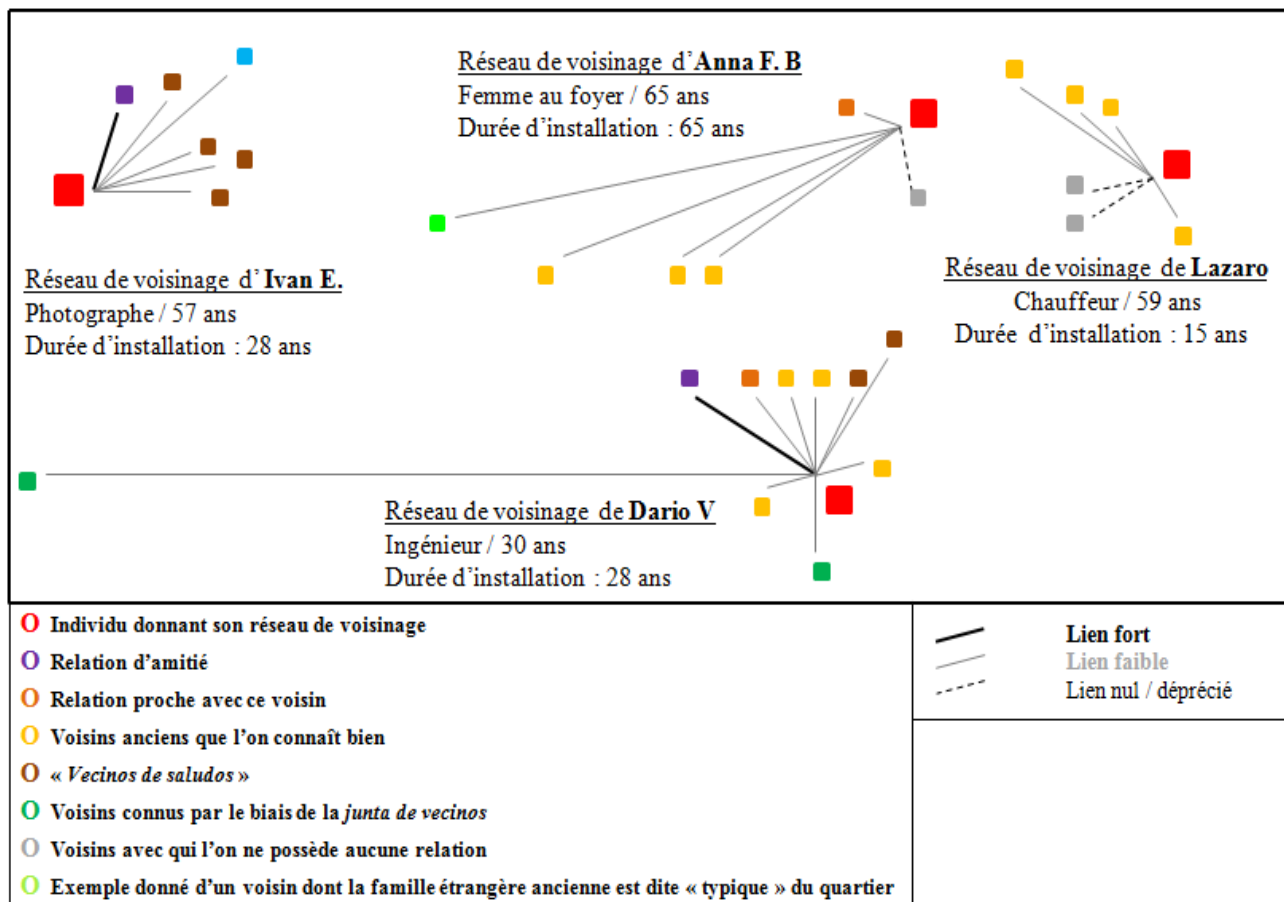 Réseau de voisinage d'Anna F. B
Femme au foyer / 65 ans
Durée d'installation : 65 ans
Réseau de voisinage d' Ivan E.
Photographe / 57 ans
Durée d'installation : 28 ans
Réseau de voisinage de Lazaro
Chauffeur / 59 ans
Durée d'installation : 15 ans
Réseau de voisinage de Dario V
Ingénieur / 30 ans
Durée d'installation : 28 ans
O Individu donnant son réseau de voisinage
O Relation d'amitié
O Relation proche avec ce voisin
O Voisins anciens que l'on connaît bien
O « Vecinos de saludos »
O Voisins connus par le biais de la junta de vecinos
O Voisins avec qui l'on ne possède aucune relation
O Exemple donné d'un voisin dont la famille étrangère ancienne est dite « typique » du quartier
Lien fort
Lien faible
Lien nul / déprécié